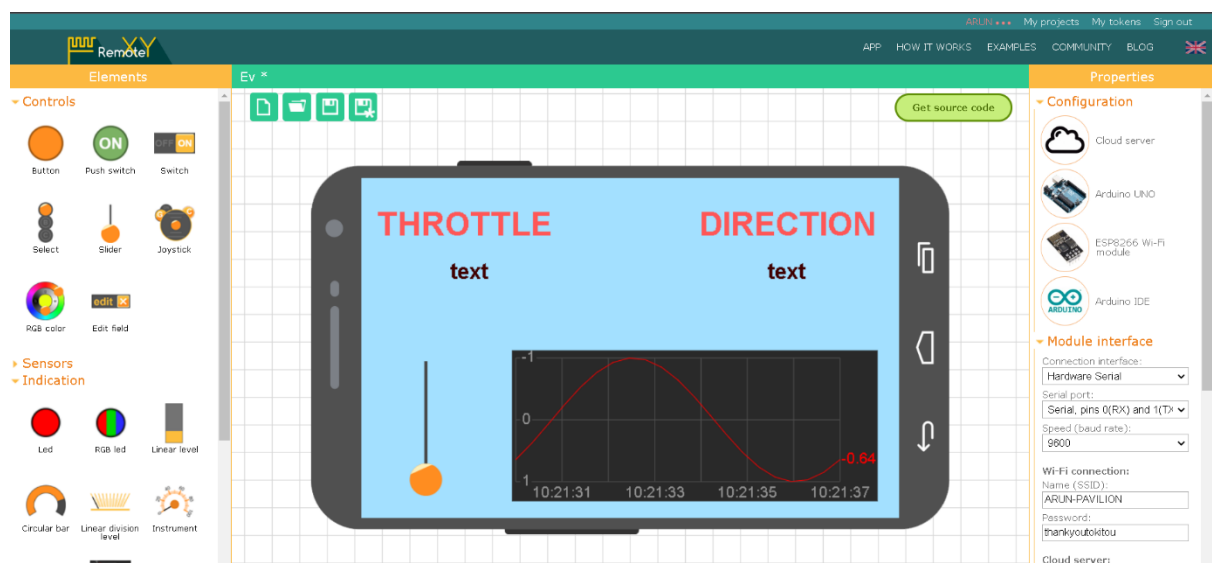 ARUN ••• My projects My tokens Sign out
RemoteXY
APP HOW IT WORKS EXAMPLES COMMUNITY BLOG
Elements
Ev *
Properties
Controls
Button
ON
Push switch
OFF ON
Switch
Select
Slider
Joystick
RGB color
edit
Edit field
Sensors
Indication
Led
RGB led
Linear level
Circular bar
Linear division
level
Instrument
Get source code
THROTTLE
DIRECTION
text
text
-1
0
1
-0.64
10:21:31 10:21:33 10:21:35 10:21:37
Configuration
Cloud server
Arduino UNO
ESP8266 Wi-Fi
module
ARDUINO
Arduino IDE
Module interface
Connection interface:
Hardware Serial
Serial port:
Serial, pins 0(RX) and 1(TX
Speed (baud rate):
9600
Wi-Fi connection:
Name (SSID):
ARUN-PAVILION
Password:
thankyoutokitou
Cloud server: